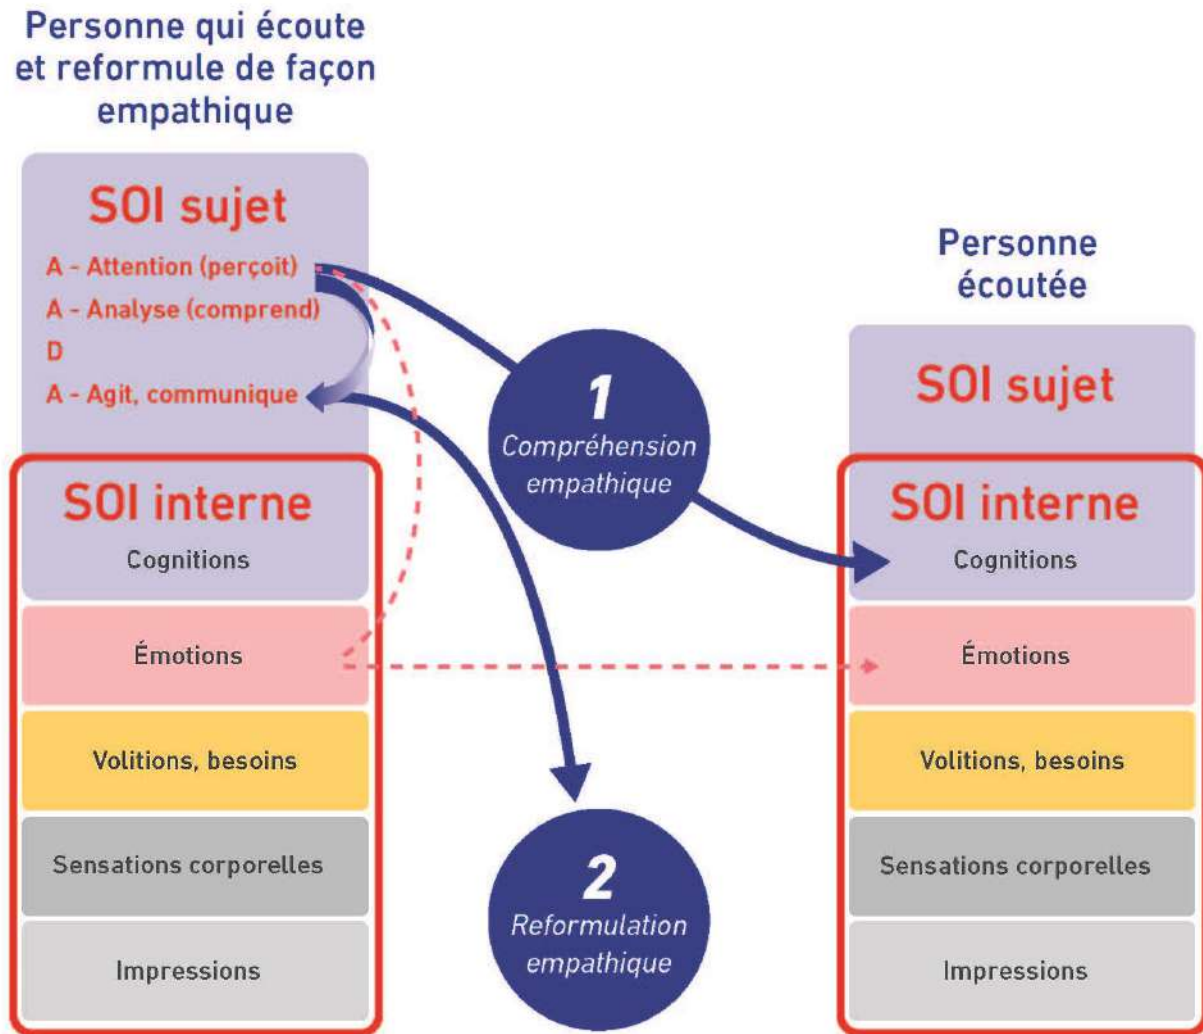 Personne qui écoute
et reformule de façon
empathique
SOI sujet
A - Attention (perçoit)
A - Analyse (comprend)
D
A - Agit, communique
SOI interne
Cognitions
Émotions
Volitions, besoins
Sensations corporelles
Impressions
1
Compréhension
empathique
2
Reformulation
empathique
Personne
écoutée
SOI sujet
SOI interne
Cognitions
Émotions
Volitions, besoins
Sensations corporelles
Impressions